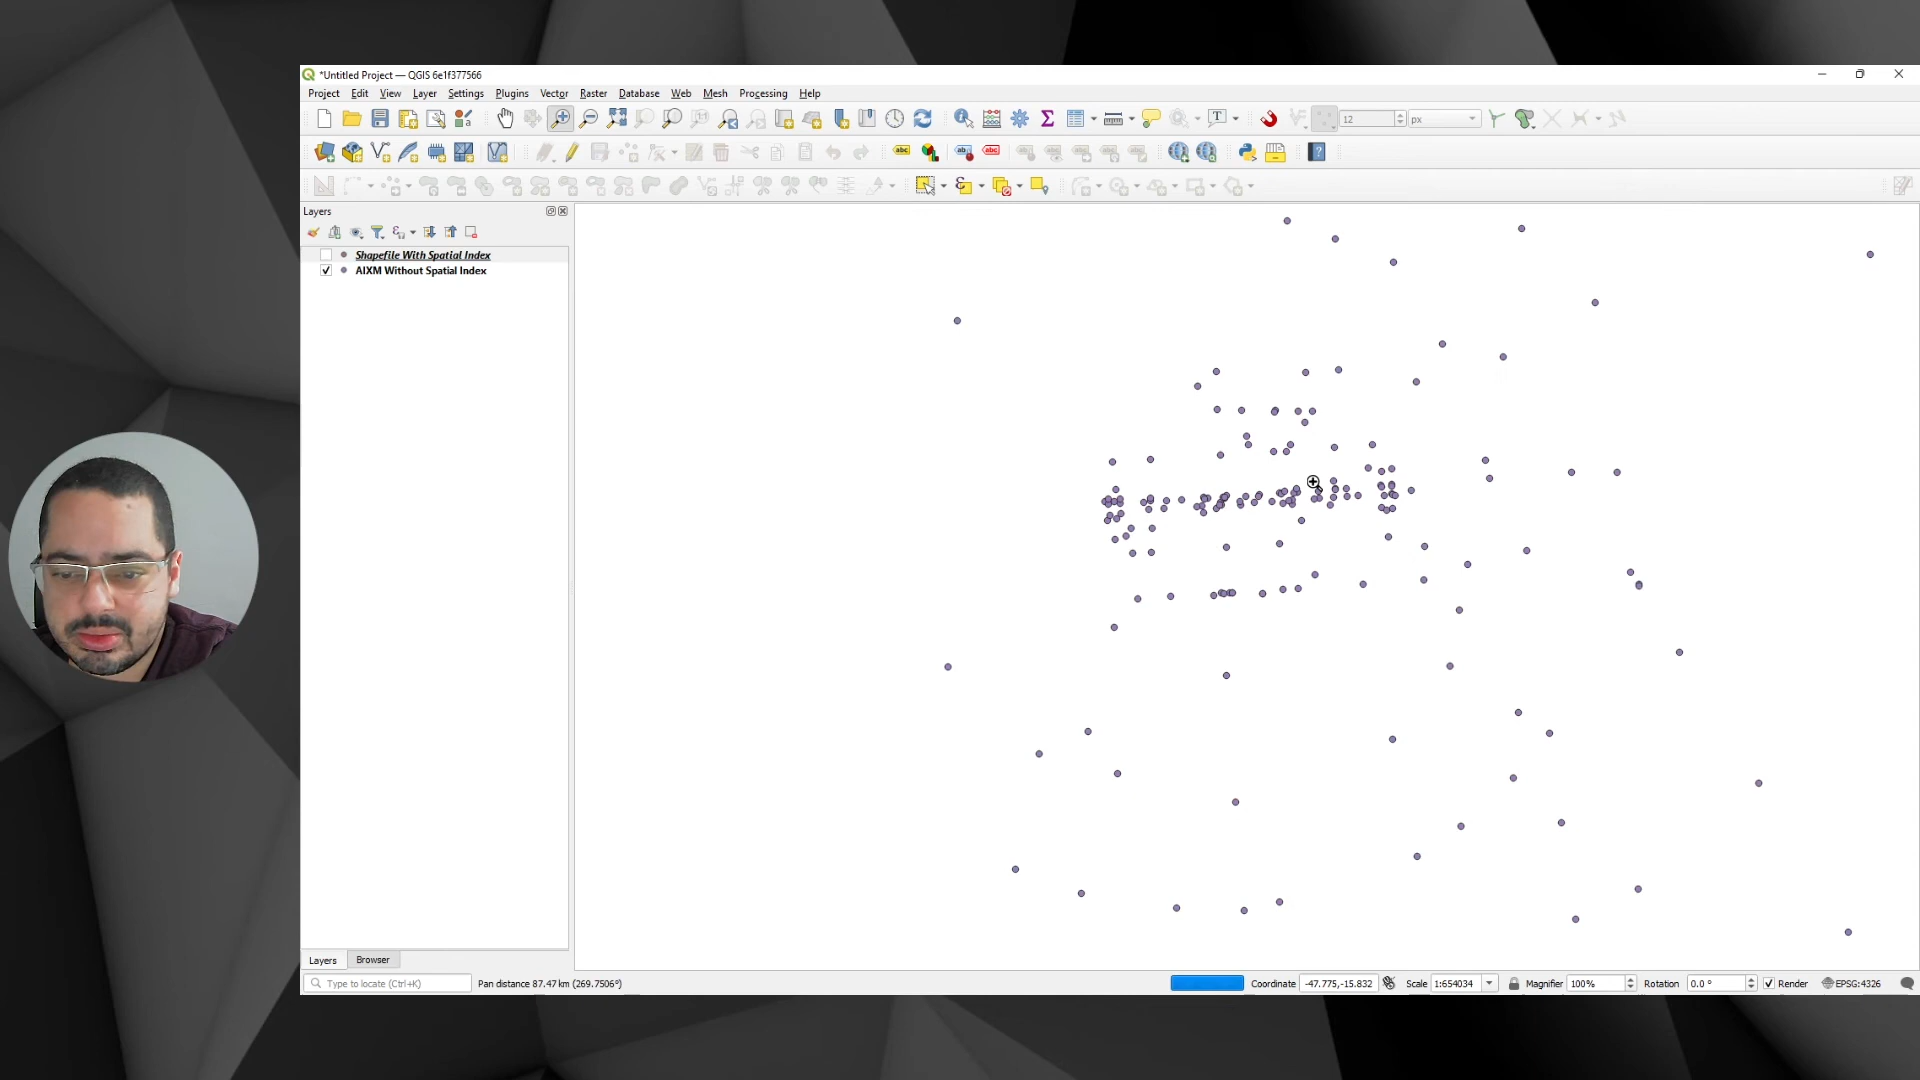 *Untitled Project — QGIS 6e1f377566
Project Edit View Layer Settings Plugins Vector Raster Database Web Mesh Processing Help
12 px
Layers
Shapefile With Spatial Index
AIXM Without Spatial Index
Layers Browser
Type to locate (Ctrl+K) Pan distance 87.47 km (269.7506°) Coordinate -47.775,-15.832 Scale 1:654034 Magnifier 100% Rotation 0.0 ° Render EPSG:4326